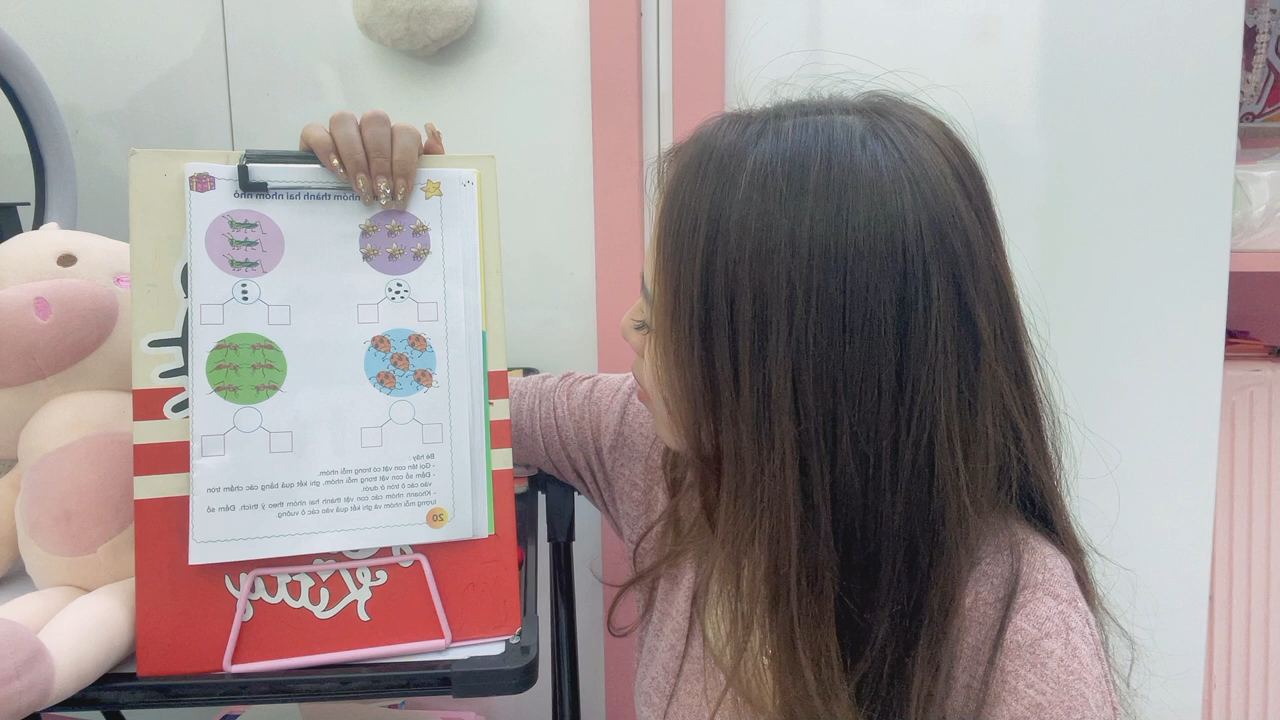 nhóm thành hai nhóm nhỏ
Bé hãy :
- Gọi tên con vật có trong mỗi nhóm.
- Đếm số con vật trong mỗi nhóm, ghi kết quả bằng các chấm tròn
vào các ô tròn ở dưới.
- Khoanh nhóm các con vật thành hai nhóm theo ý thích. Đếm số
lượng mỗi nhóm và ghi kết quả vào các ô vuông.
20
Kitty